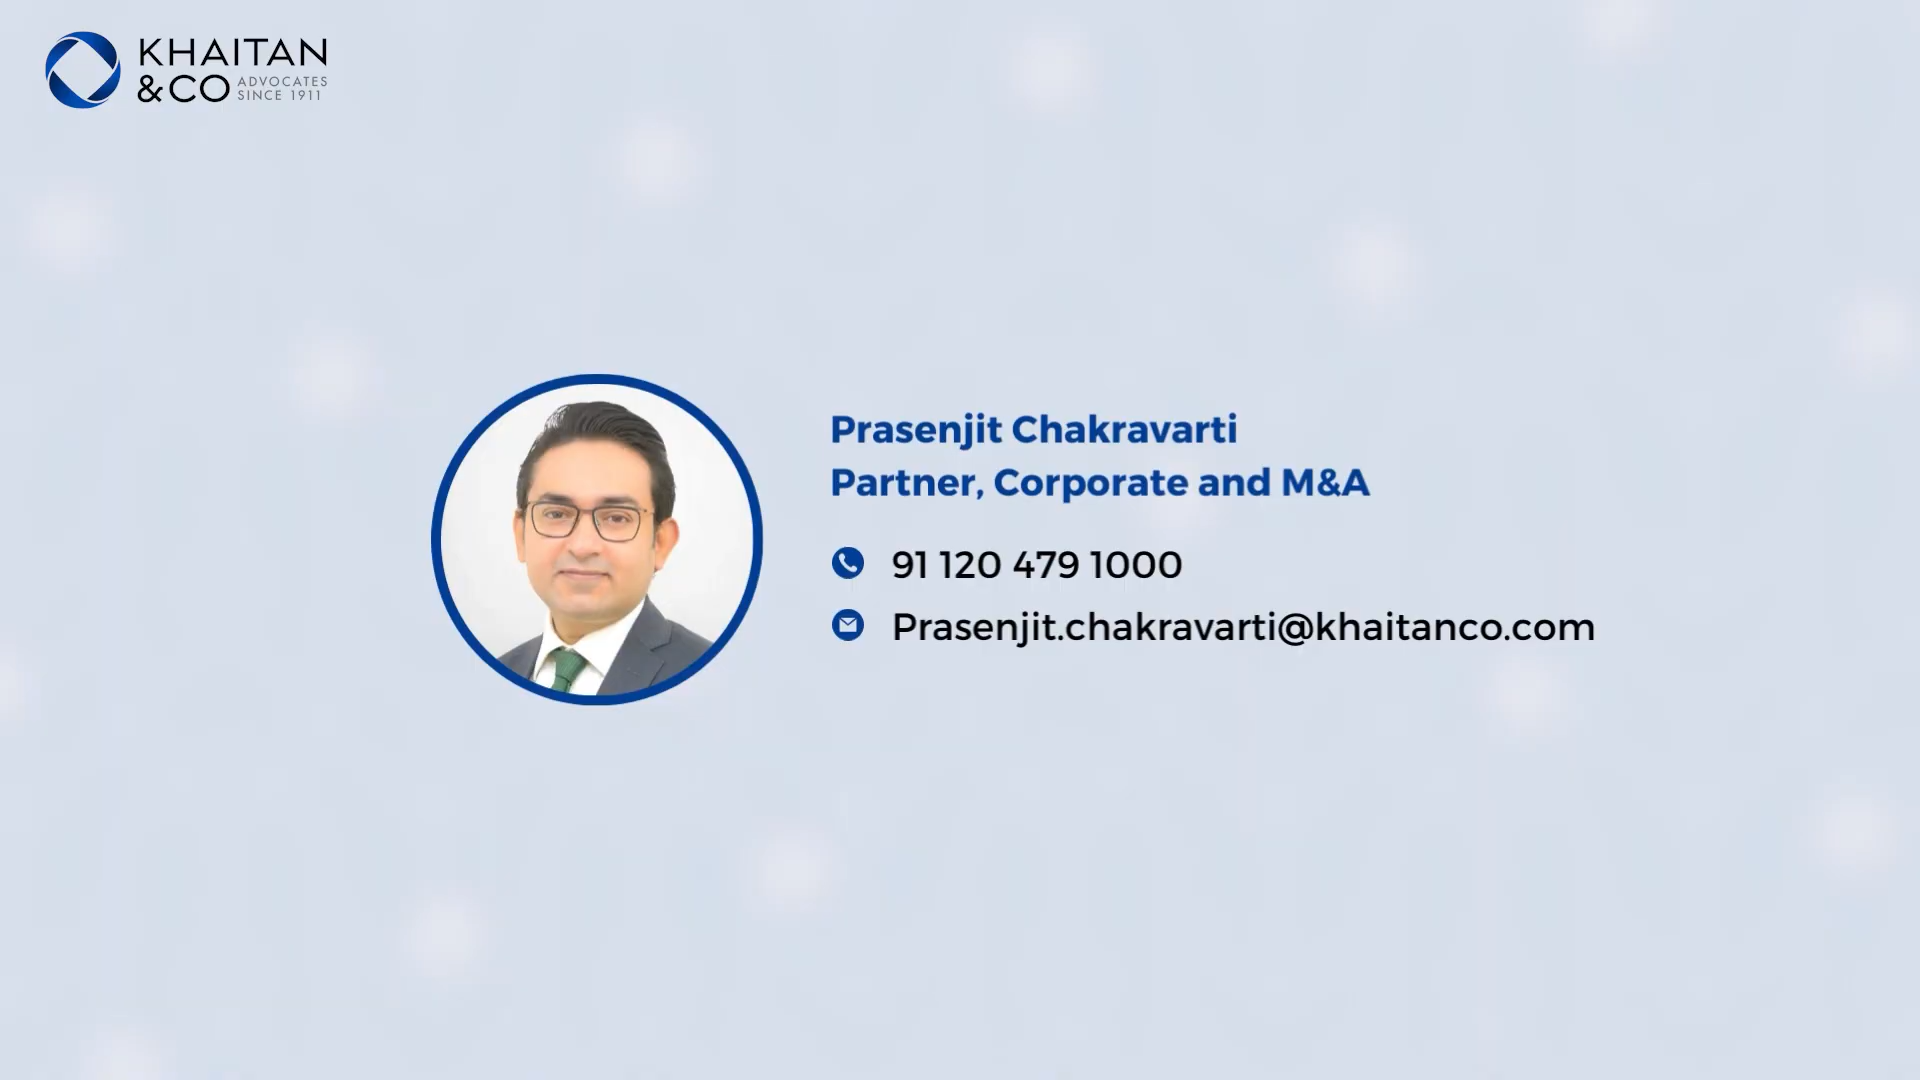 KHAITAN
&CO ADVOCATES
SINCE 1911
Prasenjit Chakravarti
Partner, Corporate and M&A
91 120 479 1000
Prasenjit.chakravarti@khaitanco.com